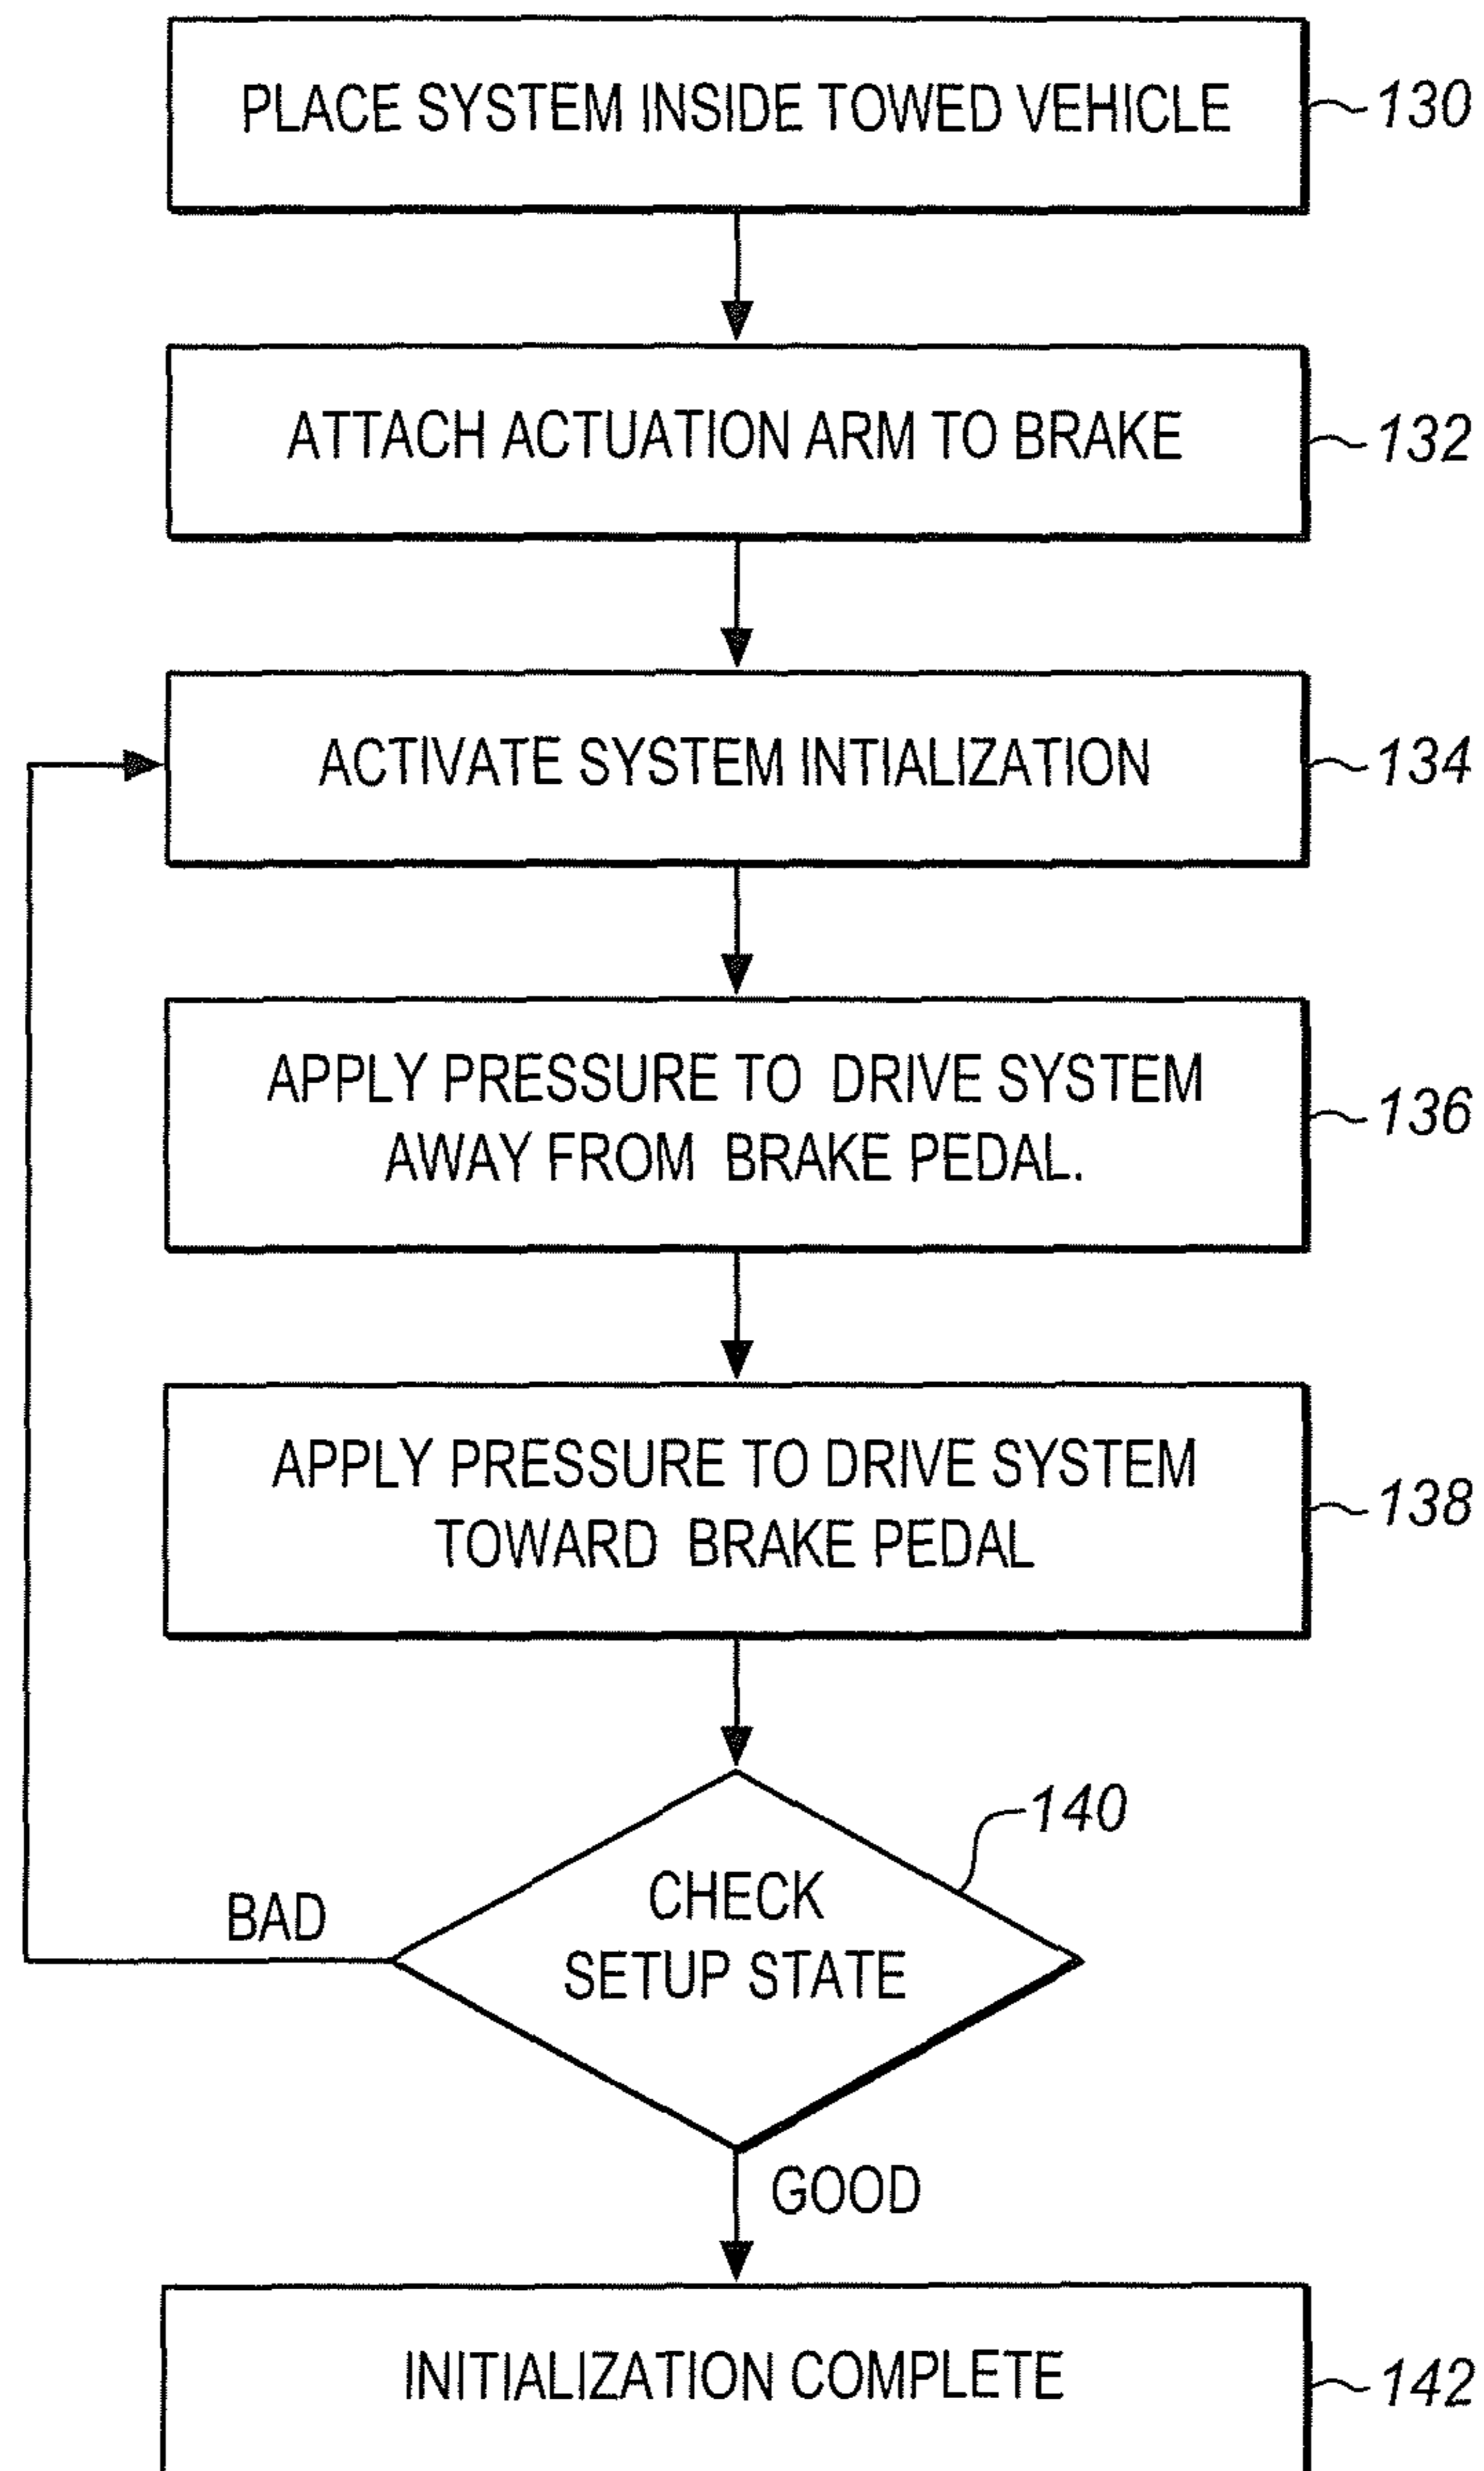 PLACE SYSTEM INSIDE TOWED VEHICLE
130
ATTACH ACTUATION ARM TO BRAKE
132
ACTIVATE SYSTEM INTIALIZATION
134
APPLY PRESSURE TO DRIVE SYSTEM
AWAY FROM BRAKE PEDAL.
136
APPLY PRESSURE TO DRIVE SYSTEM
TOWARD BRAKE PEDAL
138
140
CHECK
SETUP STATE
BAD
GOOD
INITIALIZATION COMPLETE
142